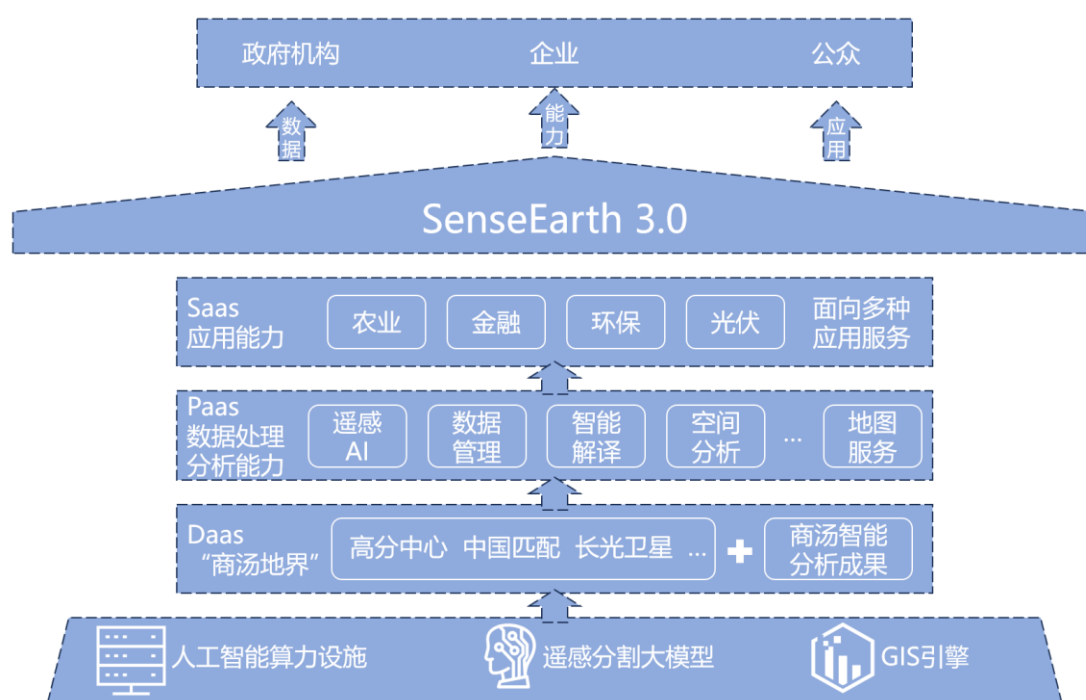 政府机构 企业 公众
数据 能力 应用
SenseEarth 3.0
Saas
应用能力
农业 金融 环保 光伏
面向多种
应用服务
Paas
数据处理
分析能力
遥感
AI
数据
管理
智能
解译
空间
分析
...
地图
服务
Daas
“商汤地界”
高分中心 中国匹配 长光卫星 ...
商汤智能
分析成果
人工智能算力设施 遥感分割大模型 GIS引擎